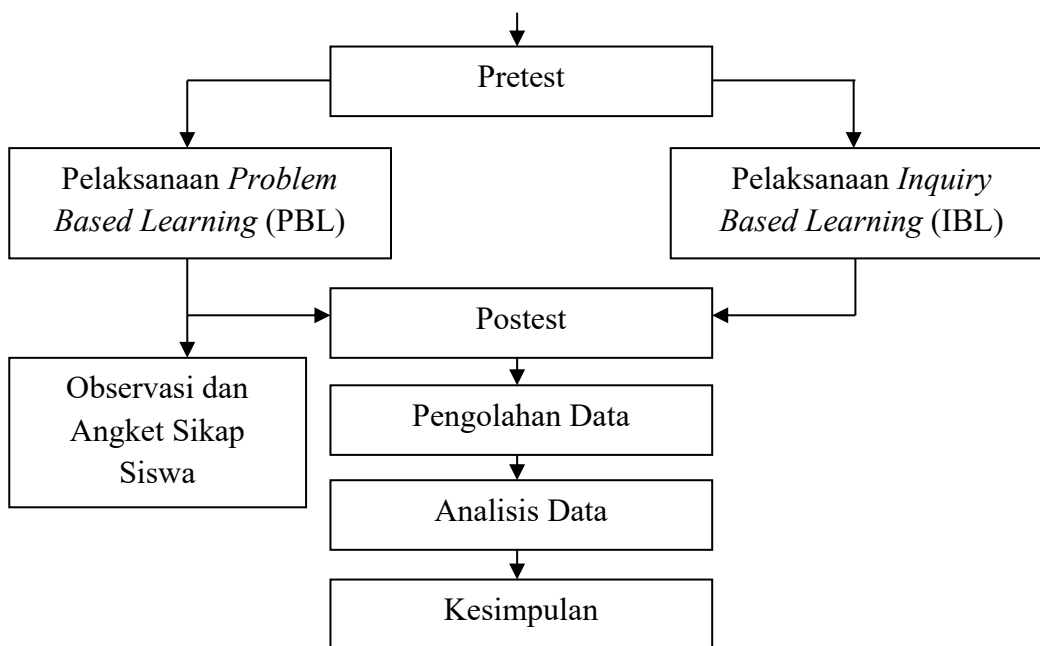 Pretest
Pelaksanaan Problem
Based Learning (PBL)
Pelaksanaan Inquiry
Based Learning (IBL)
Postest
Observasi dan
Angket Sikap
Siswa
Pengolahan Data
Analisis Data
Kesimpulan